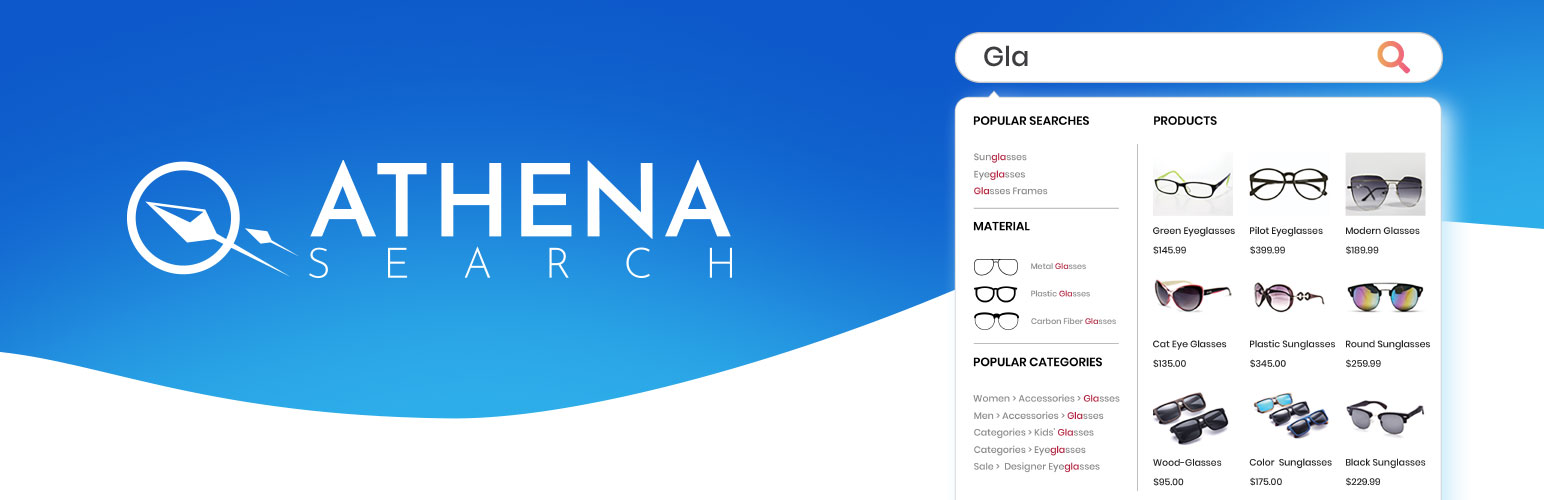 ATHENA
SEARCH
Gla
POPULAR SEARCHES
Sunglasses
Eyeglasses
Glasses Frames
MATERIAL
Metal Glasses
Plastic Glasses
Carbon Fiber Glasses
POPULAR CATEGORIES
Women > Accessories > Glasses
Men > Accessories > Glasses
Categories > Kids' Glasses
Categories > Eyeglasses
Sale > Designer Eyeglasses
PRODUCTS
Green Eyeglasses
$145.99
Pilot Eyeglasses
$399.99
Modern Glasses
$189.99
Cat Eye Glasses
$135.00
Plastic Sunglasses
$345.00
Round Sunglasses
$259.99
Wood-Glasses
$95.00
Color Sunglasses
$175.00
Black Sunglasses
$229.99